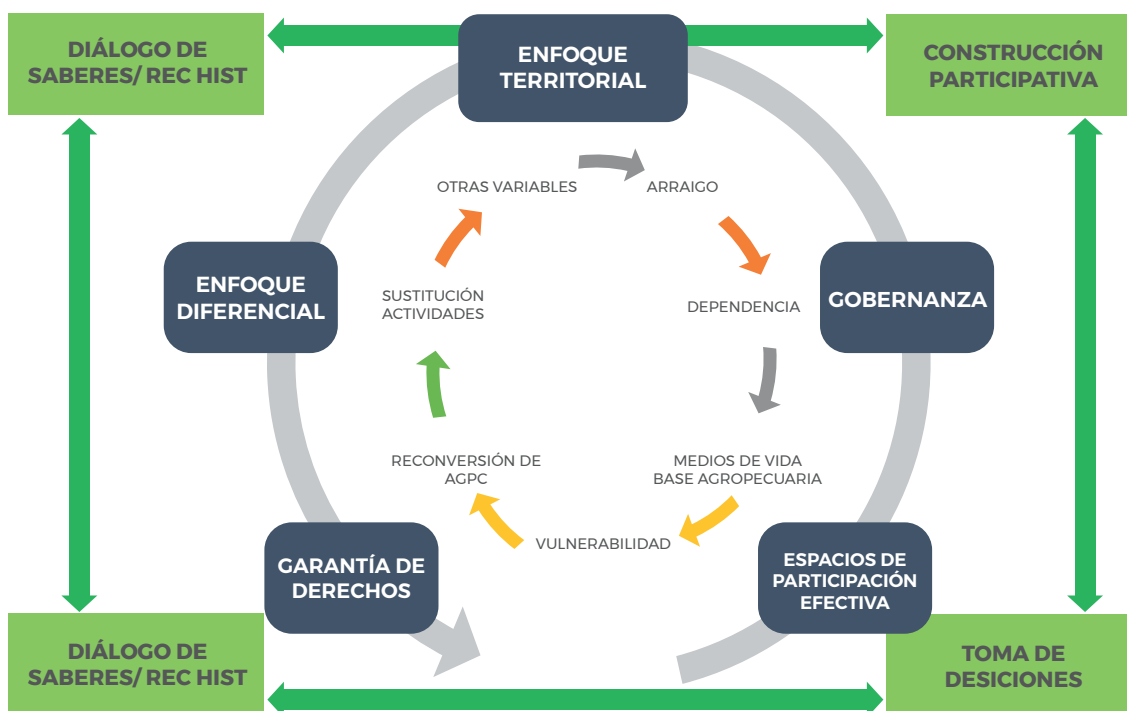 DIÁLOGO DE
SABERES/ REC HIST
ENFOQUE
TERRITORIAL
CONSTRUCCIÓN
PARTICIPATIVA
OTRAS VARIABLES
ARRAIGO
ENFOQUE
DIFERENCIAL
SUSTITUCIÓN
ACTIVIDADES
DEPENDENCIA
GOBERNANZA
RECONVERSIÓN DE
AGPC
MEDIOS DE VIDA
BASE AGROPECUARIA
VULNERABILIDAD
GARANTÍA DE
DERECHOS
ESPACIOS DE
PARTICIPACIÓN
EFECTIVA
DIÁLOGO DE
SABERES/ REC HIST
TOMA DE
DESICIONES